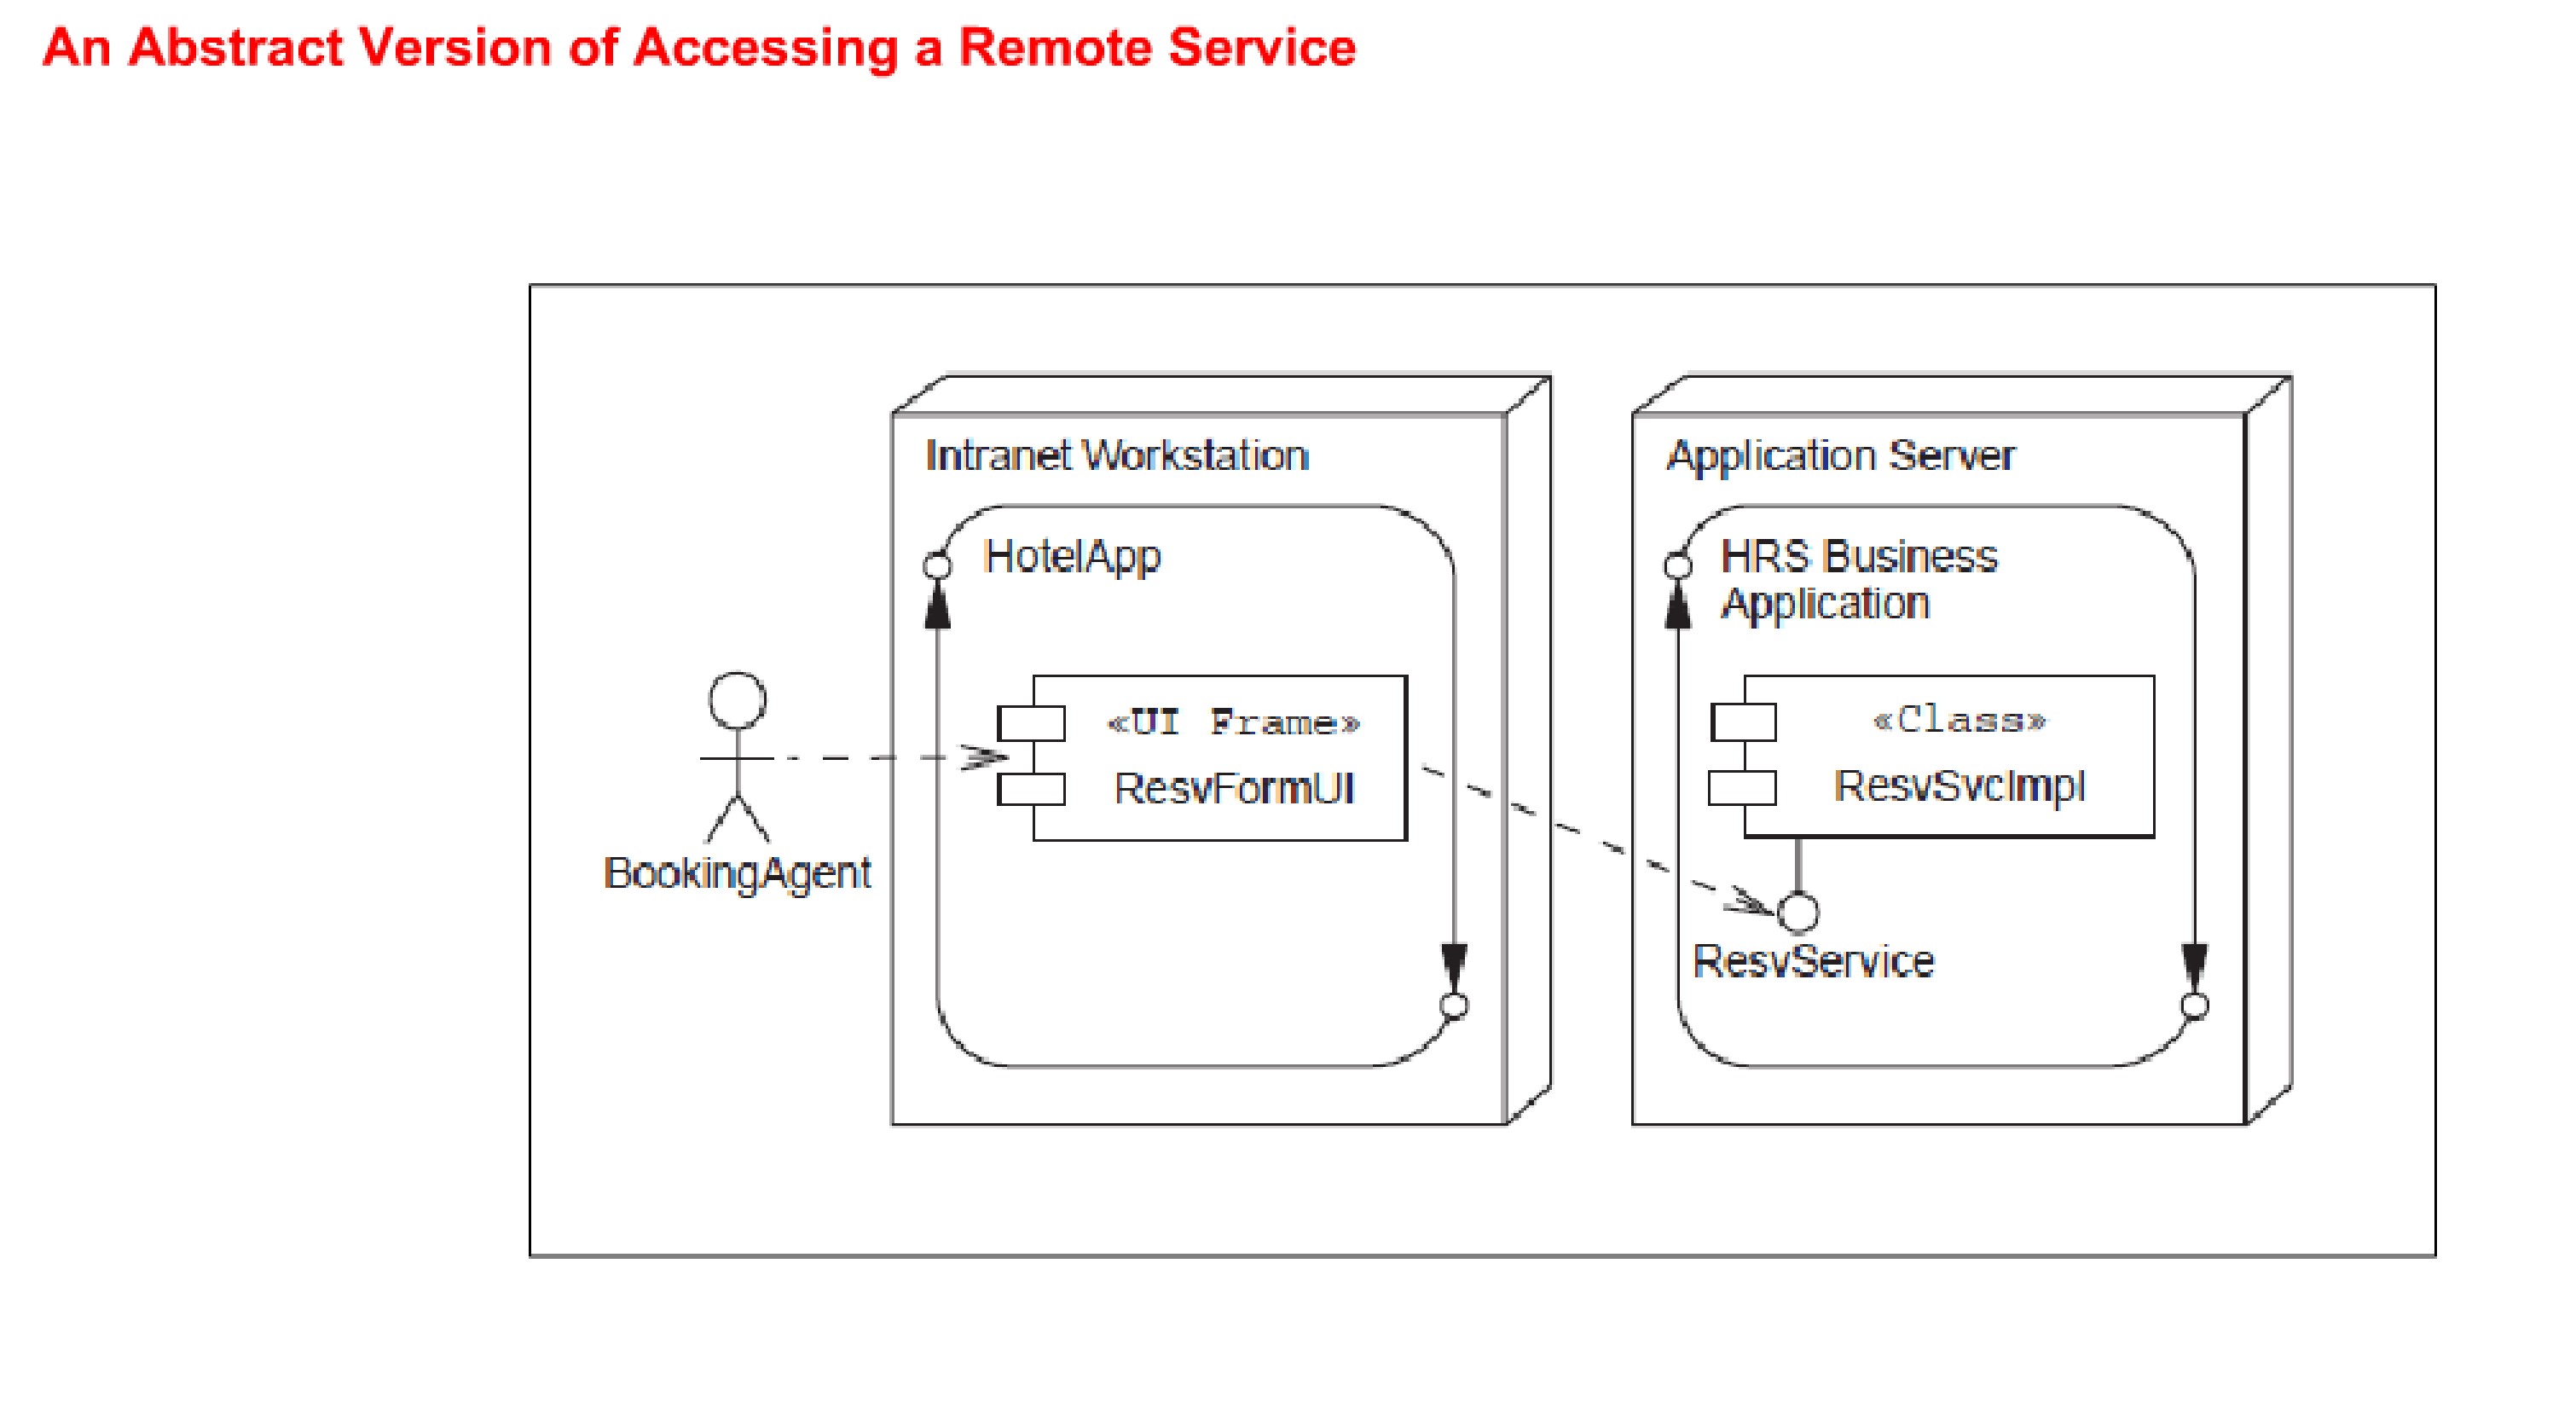 An Abstract Version of Accessing a Remote Service
Intranet Workstation
HotelApp
«UI Frame»
ResvFormUI
BookingAgent
Application Server
HRS Business
Application
«Class»
ResvSvcImpl
ResvService